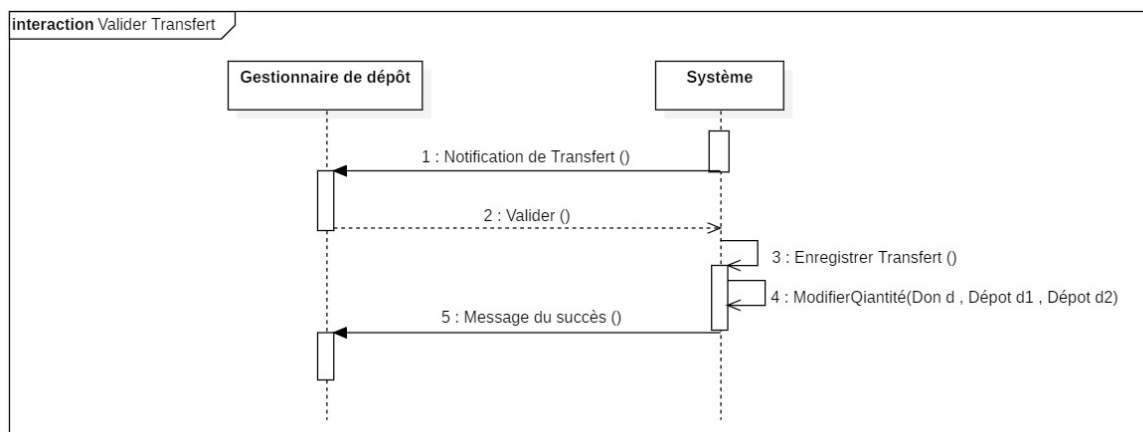 interaction Valider Transfert
Gestionnaire de dépôt
Système
1 : Notification de Transfert ()
2 : Valider ()
3 : Enregistrer Transfert ()
4 : ModifierQiantité(Don d , Dépot d1 , Dépot d2)
5 : Message du succès ()